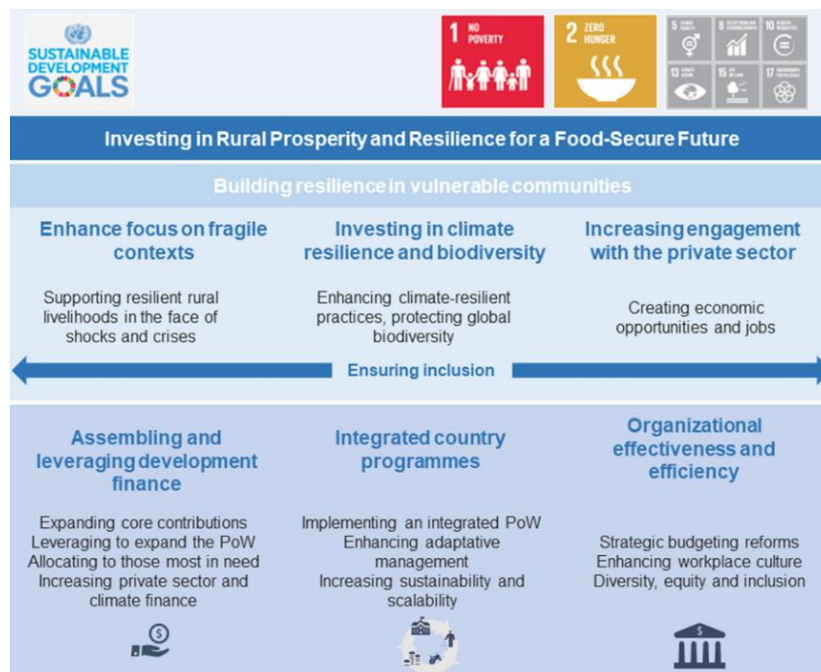 SUSTAINABLE
DEVELOPMENT
GOALS
1 NO
POVERTY
2 ZERO
HUNGER
5
8
10
13
15
17
Investing in Rural Prosperity and Resilience for a Food-Secure Future
Building resilience in vulnerable communities
Enhance focus on fragile
contexts
Supporting resilient rural
livelihoods in the face of
shocks and crises
Investing in climate
resilience and biodiversity
Enhancing climate-resilient
practices, protecting global
biodiversity
Increasing engagement
with the private sector
Creating economic
opportunities and jobs
Ensuring inclusion
Assembling and
leveraging development
finance
Expanding core contributions
Leveraging to expand the PoW
Allocating to those most in need
Increasing private sector and
climate finance
Integrated country
programmes
Implementing an integrated PoW
Enhancing adaptative
management
Increasing sustainability and
scalability
Organizational
effectiveness and
efficiency
Strategic budgeting reforms
Enhancing workplace culture
Diversity, equity and inclusion